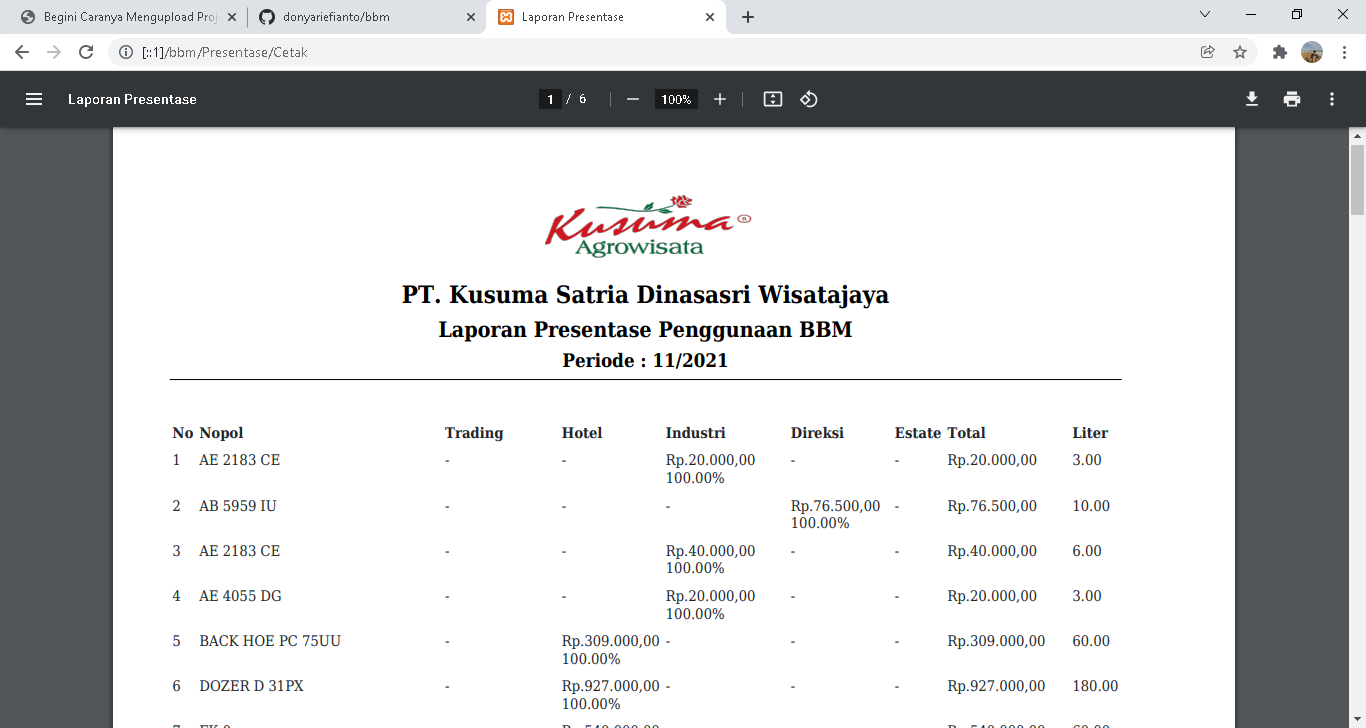 Begini Caranya Mengupload Proj
donyariefianto/bbm
Laporan Presentase
[::1]/bbm/Presentase/Cetak
Laporan Presentase
1 / 6
100%
Kusuma ®
Agrowisata
PT. Kusuma Satria Dinasasri Wisatajaya
Laporan Presentase Penggunaan BBM
Periode : 11/2021
No Nopol Trading Hotel Industri Direksi Estate Total Liter
1 AE 2183 CE - - Rp.20.000,00 - - Rp.20.000,00 3.00
100.00%
2 AB 5959 IU - - - Rp.76.500,00 - Rp.76.500,00 10.00
100.00%
3 AE 2183 CE - - Rp.40.000,00 - - Rp.40.000,00 6.00
100.00%
4 AE 4055 DG - - Rp.20.000,00 - - Rp.20.000,00 3.00
100.00%
5 BACK HOE PC 75UU - Rp.309.000,00 - - - Rp.309.000,00 60.00
100.00%
6 DOZER D 31PX - Rp.927.000,00 - - - Rp.927.000,00 180.00
100.00%